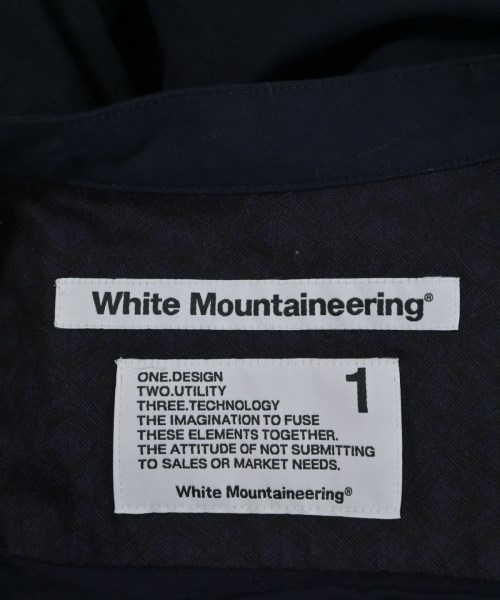 White Mountaineering®
ONE.DESIGN
TWO.UTILITY
THREE.TECHNOLOGY
THE IMAGINATION TO FUSE
THESE ELEMENTS TOGETHER.
THE ATTITUDE OF NOT SUBMITTING
TO SALES OR MARKET NEEDS.
1
White Mountaineering®